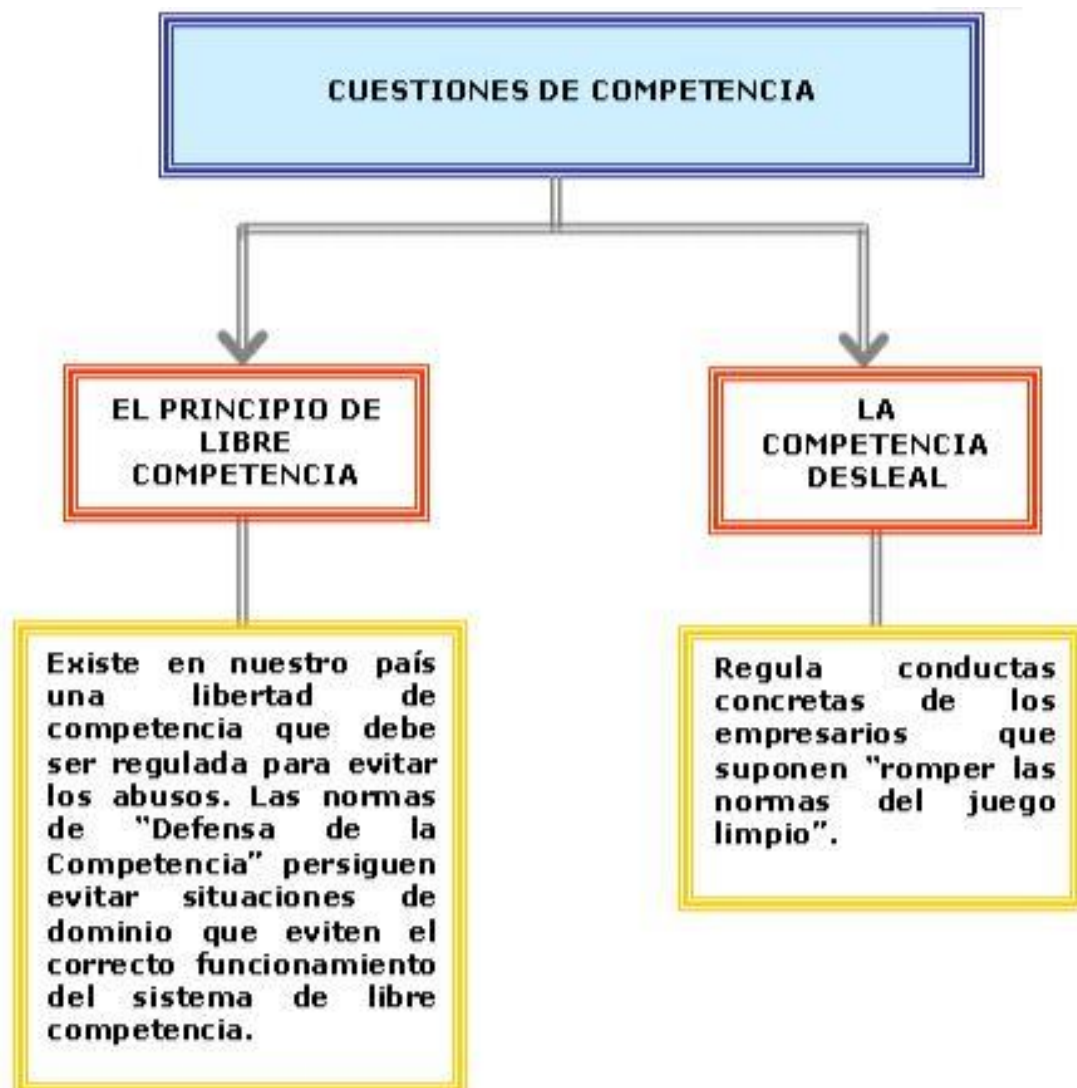 CUESTIONES DE COMPETENCIA
EL PRINCIPIO DE
LIBRE
COMPETENCIA
LA
COMPETENCIA
DESLEAL
Existe en nuestro país
una libertad de
competencia que debe
ser regulada para evitar
los abusos. Las normas
de "Defensa de la
Competencia" persiguen
evitar situaciones de
dominio que eviten el
correcto funcionamiento
del sistema de libre
competencia.
Regula conductas
concretas de los
empresarios que
suponen "romper las
normas del juego
limpio".